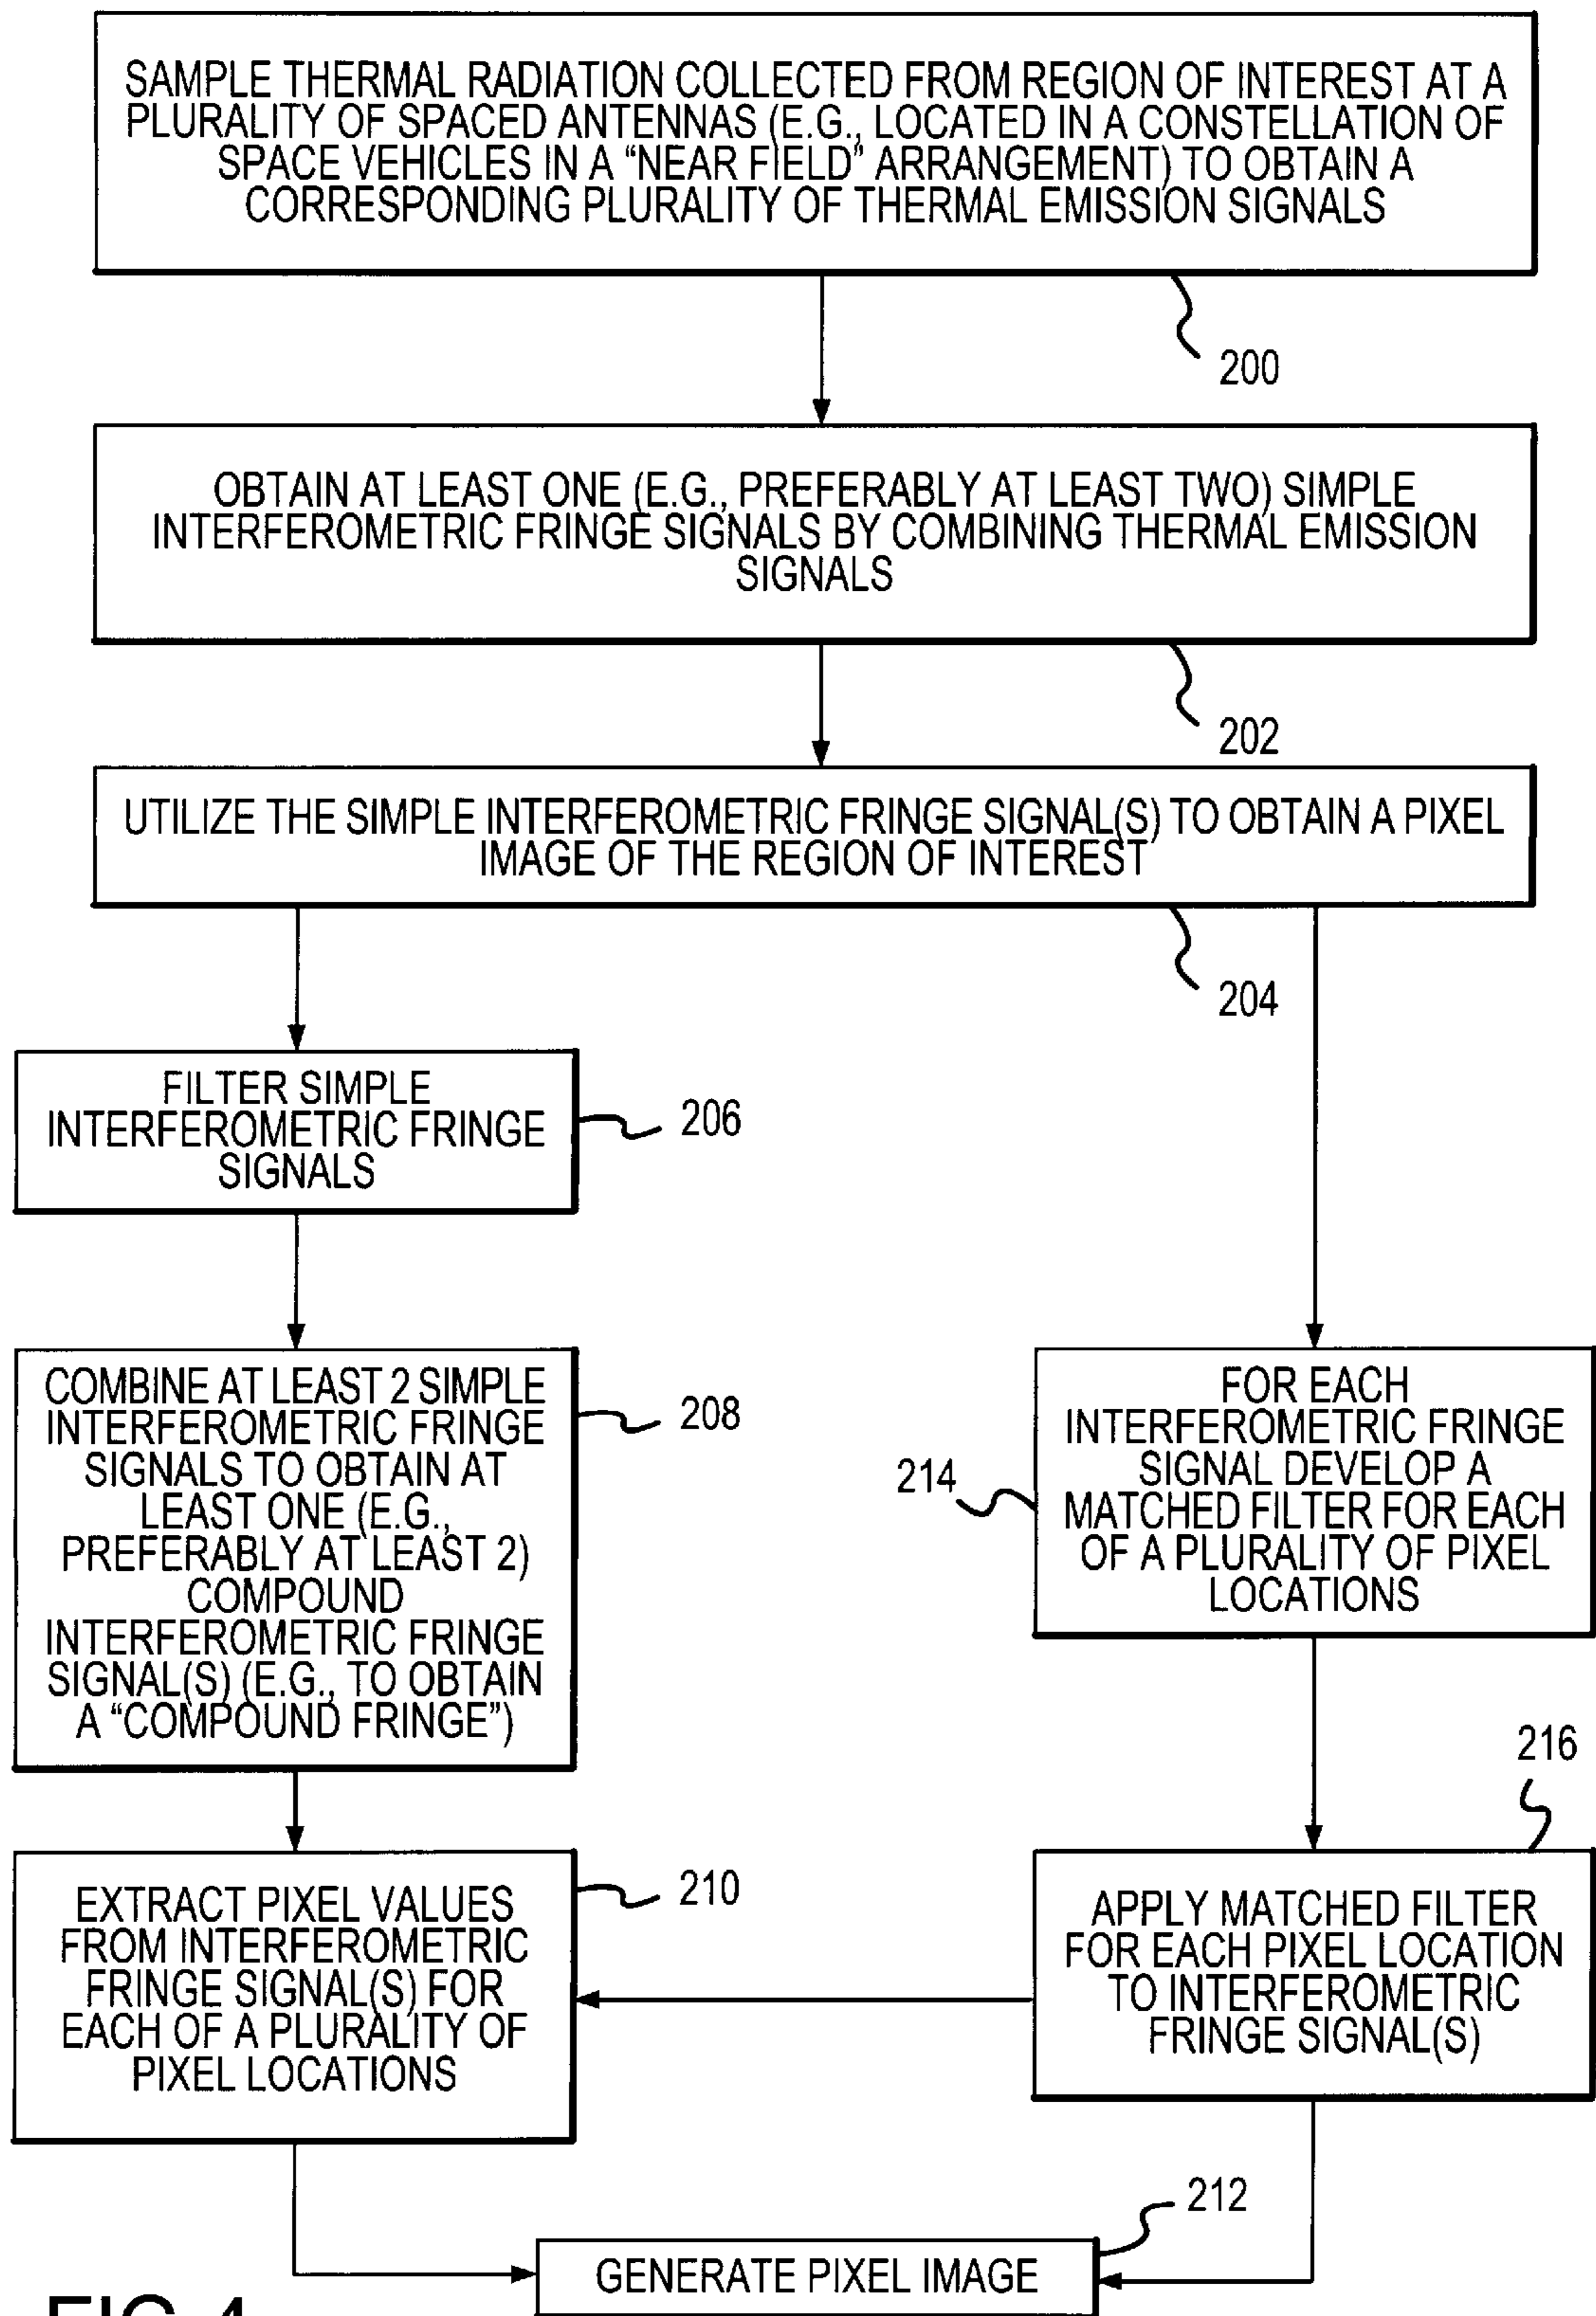 SAMPLE THERMAL RADIATION COLLECTED FROM REGION OF INTEREST AT A
PLURALITY OF SPACED ANTENNAS (E.G., LOCATED IN A CONSTELLATION OF
SPACE VEHICLES IN A “NEAR FIELD” ARRANGEMENT) TO OBTAIN A
CORRESPONDING PLURALITY OF THERMAL EMISSION SIGNALS
200
OBTAIN AT LEAST ONE (E.G., PREFERABLY AT LEAST TWO) SIMPLE
INTERFEROMETRIC FRINGE SIGNALS BY COMBINING THERMAL EMISSION
SIGNALS
202
UTILIZE THE SIMPLE INTERFEROMETRIC FRINGE SIGNAL(S) TO OBTAIN A PIXEL
IMAGE OF THE REGION OF INTEREST
204
FILTER SIMPLE
INTERFEROMETRIC FRINGE
SIGNALS
206
COMBINE AT LEAST 2 SIMPLE
INTERFEROMETRIC FRINGE
SIGNALS TO OBTAIN AT
LEAST ONE (E.G.,
PREFERABLY AT LEAST 2)
COMPOUND
INTERFEROMETRIC FRINGE
SIGNAL(S) (E.G., TO OBTAIN
A “COMPOUND FRINGE”)
208
FOR EACH
INTERFEROMETRIC FRINGE
SIGNAL DEVELOP A
MATCHED FILTER FOR EACH
OF A PLURALITY OF PIXEL
LOCATIONS
214
216
EXTRACT PIXEL VALUES
FROM INTERFEROMETRIC
FRINGE SIGNAL(S) FOR
EACH OF A PLURALITY OF
PIXEL LOCATIONS
210
APPLY MATCHED FILTER
FOR EACH PIXEL LOCATION
TO INTERFEROMETRIC
FRINGE SIGNAL(S)
212
GENERATE PIXEL IMAGE
FIG.4